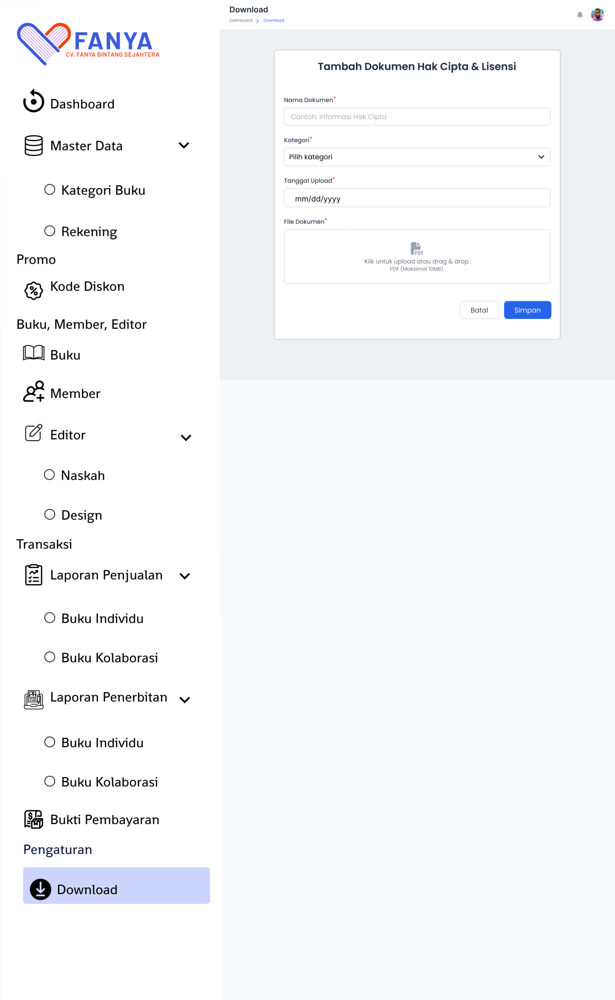 FANYA
CV. FANYA BINTANG SEJAHTERA
Dashboard
Master Data
Kategori Buku
Rekening
Promo
Kode Diskon
Buku, Member, Editor
Buku
Member
Editor
Naskah
Design
Transaksi
Laporan Penjualan
Buku Individu
Buku Kolaborasi
Laporan Penerbitan
Buku Individu
Buku Kolaborasi
Bukti Pembayaran
Pengaturan
Download
Download
Dashboard > Download
Tambah Dokumen Hak Cipta & Lisensi
Nama Dokumen*
Contoh: Informasi Hak Cipta
Kategori*
Pilih kategori
Tanggal Upload*
mm/dd/yyyy
File Dokumen*
PDF
Klik untuk upload atau drag & drop
PDF (Maksimal 10MB)
Batal Simpan